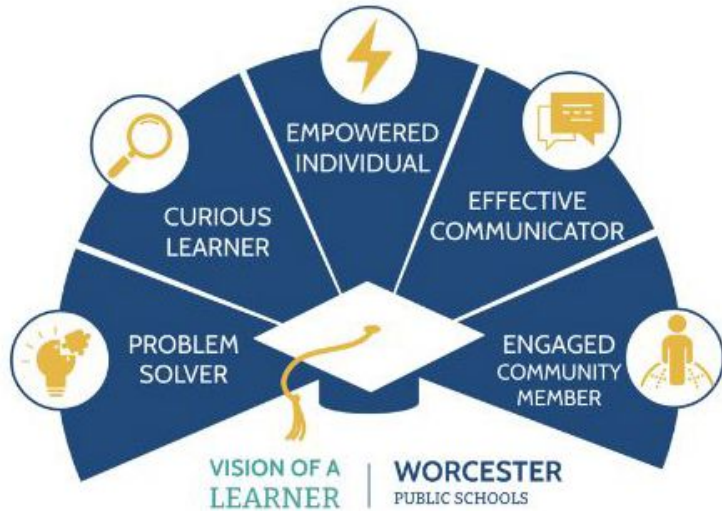 PROBLEM
SOLVER
CURIOUS
LEARNER
EMPOWERED
INDIVIDUAL
EFFECTIVE
COMMUNICATOR
ENGAGED
COMMUNITY
MEMBER
VISION OF A
LEARNER
WORCESTER
PUBLIC SCHOOLS